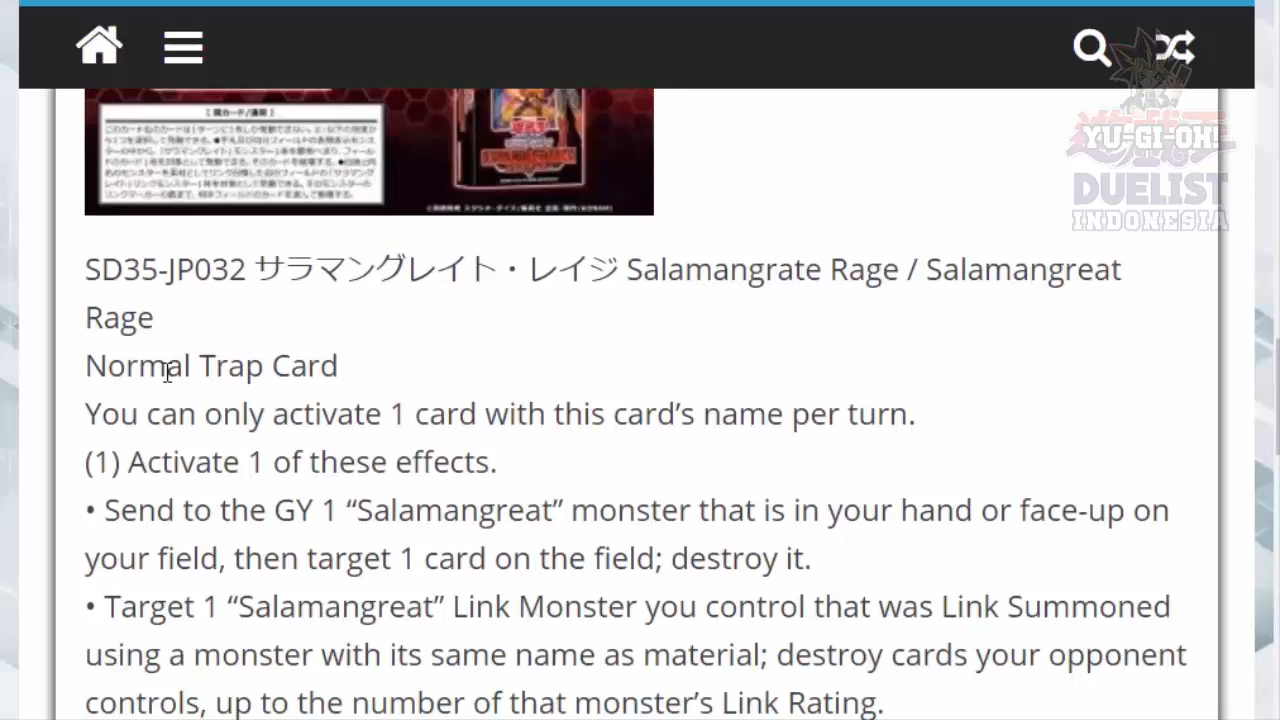 YU-GI-OH!
DUELIST
INDONESIA
SD35-JP032 サラマングレイト・レイジ Salamangrate Rage / Salamangreat
Rage
Normal Trap Card
You can only activate 1 card with this card’s name per turn.
(1) Activate 1 of these effects.
• Send to the GY 1 “Salamangreat” monster that is in your hand or face-up on
your field, then target 1 card on the field; destroy it.
• Target 1 “Salamangreat” Link Monster you control that was Link Summoned
using a monster with its same name as material; destroy cards your opponent
controls, up to the number of that monster’s Link Rating.